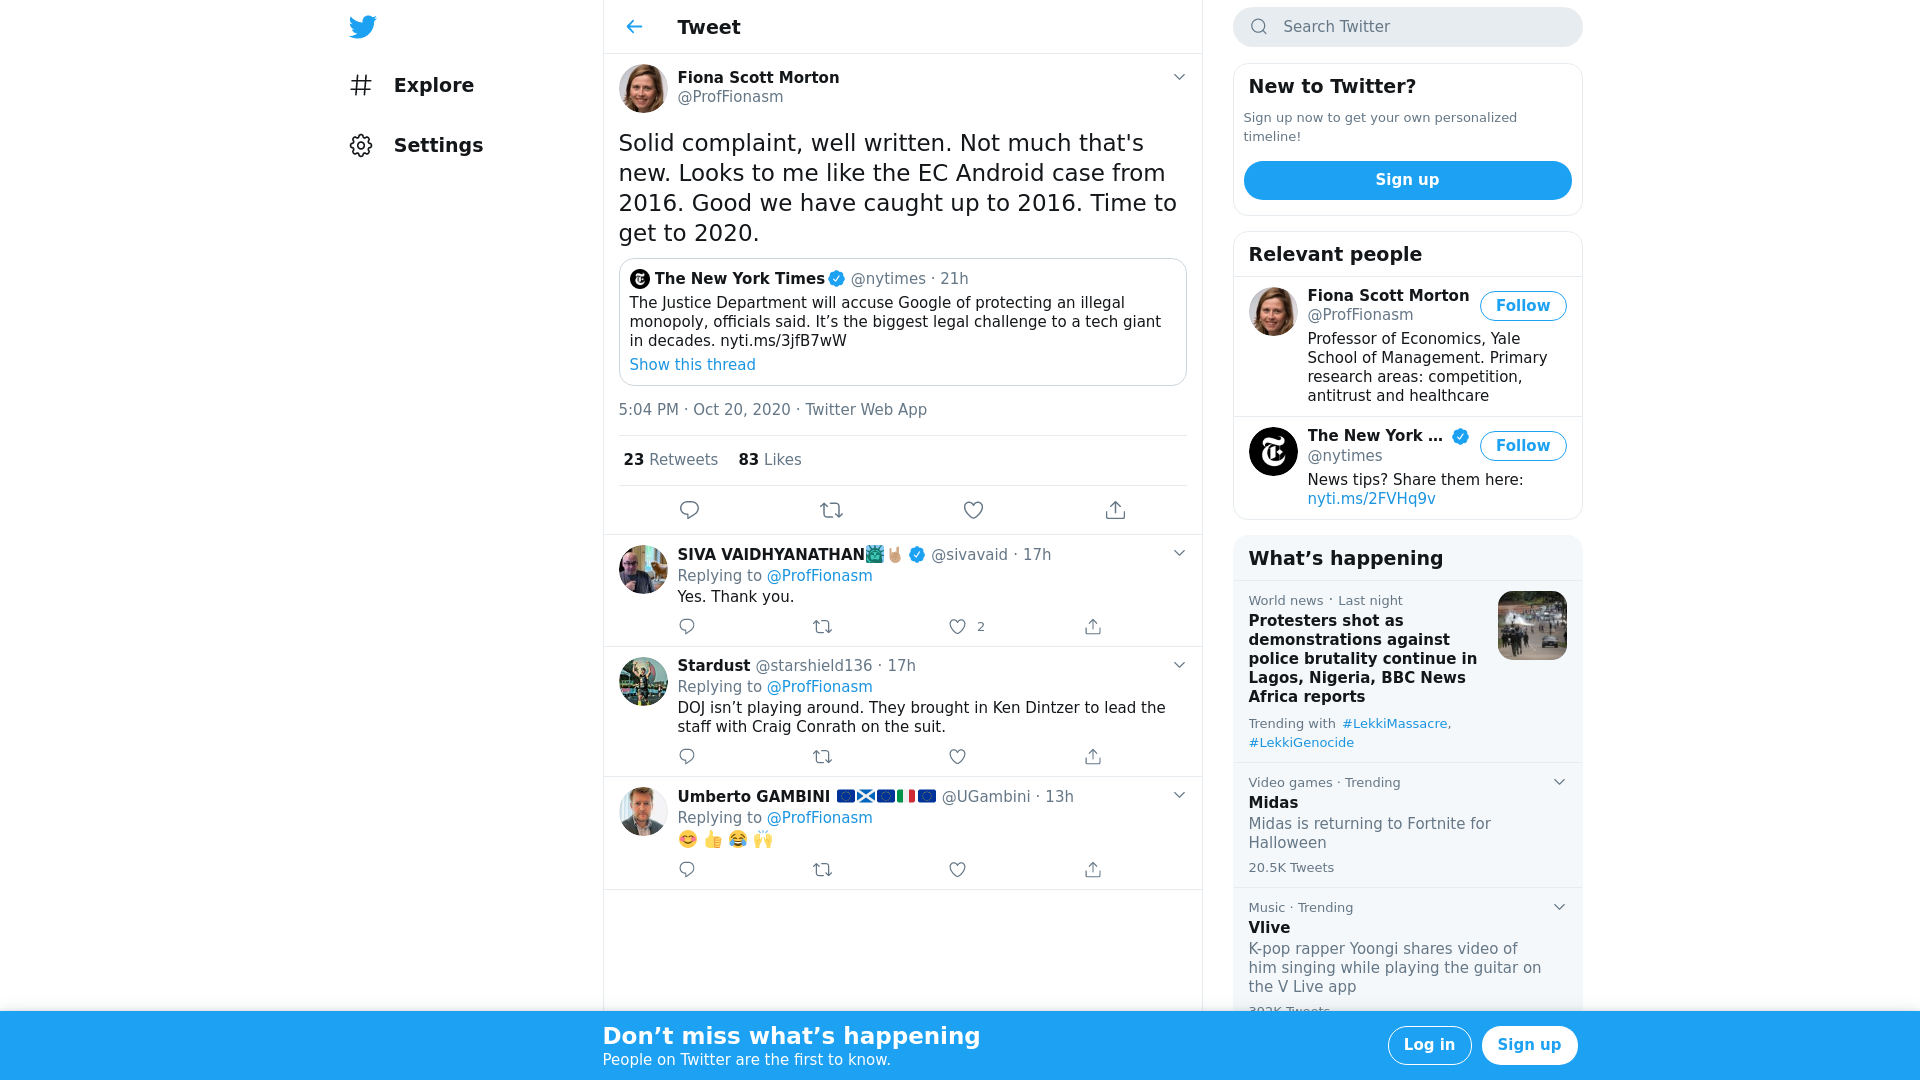 Explore
Settings
Tweet
Fiona Scott Morton
@ProfFionasm
Solid complaint, well written. Not much that's
new. Looks to me like the EC Android case from
2016. Good we have caught up to 2016. Time to
get to 2020.
The New York Times @nytimes · 21h
The Justice Department will accuse Google of protecting an illegal
monopoly, officials said. It’s the biggest legal challenge to a tech giant
in decades. nyti.ms/3jfB7wW
Show this thread
5:04 PM · Oct 20, 2020 · Twitter Web App
23 Retweets 83 Likes
SIVA VAIDHYANATHAN🗽🤘🏼 @sivavaid · 17h
Replying to @ProfFionasm
Yes. Thank you.
2
Stardust @starshield136 · 17h
Replying to @ProfFionasm
DOJ isn’t playing around. They brought in Ken Dintzer to lead the
staff with Craig Conrath on the suit.
Umberto GAMBINI 🇪🇺🏴󠁧󠁢󠁳󠁣󠁴󠁿🇪🇺🇮🇹🇪🇺 @UGambini · 13h
Replying to @ProfFionasm
😊 👍 😂 🙌
Search Twitter
New to Twitter?
Sign up now to get your own personalized
timeline!
Sign up
Relevant people
Fiona Scott Morton
@ProfFionasm
Follow
Professor of Economics, Yale
School of Management. Primary
research areas: competition,
antitrust and healthcare
The New York ...
@nytimes
Follow
News tips? Share them here:
nyti.ms/2FVHq9v
What’s happening
World news · Last night
Protesters shot as
demonstrations against
police brutality continue in
Lagos, Nigeria, BBC News
Africa reports
Trending with #LekkiMassacre,
#LekkiGenocide
Video games · Trending
Midas
Midas is returning to Fortnite for
Halloween
20.5K Tweets
Music · Trending
Vlive
K-pop rapper Yoongi shares video of
him singing while playing the guitar on
the V Live app
Don’t miss what’s happening
People on Twitter are the first to know.
Log in
Sign up